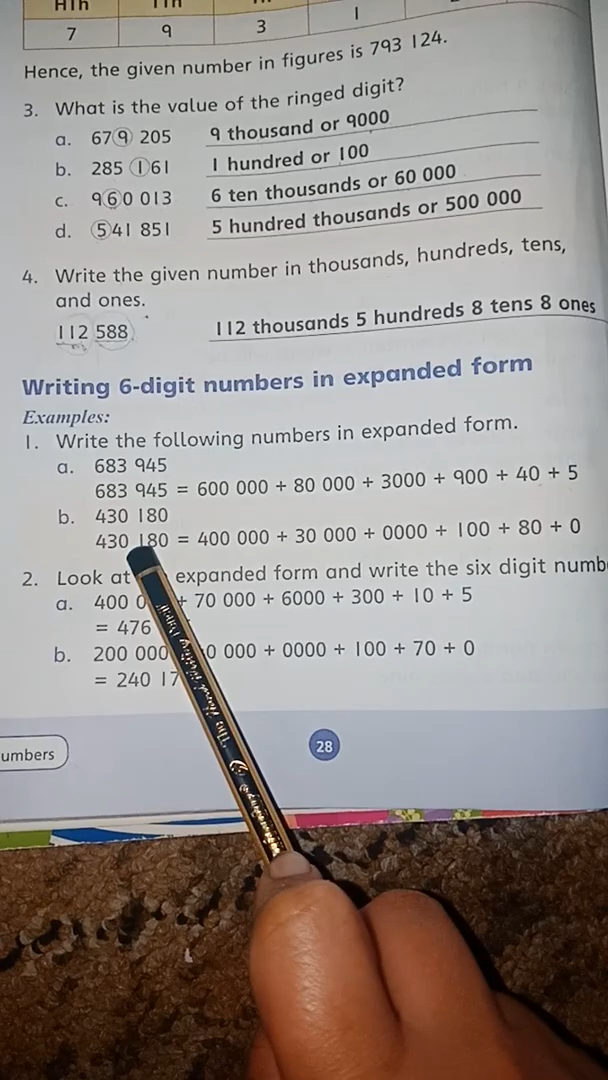 HTh TTh
7 9 3 1
Hence, the given number in figures is 793 124.
3. What is the value of the ringed digit?
a. 679 205 9 thousand or 9000
b. 285 161 1 hundred or 100
c. 960 013 6 ten thousands or 60 000
d. 541 851 5 hundred thousands or 500 000
4. Write the given number in thousands, hundreds, tens,
and ones.
112 588 112 thousands 5 hundreds 8 tens 8 ones
Writing 6-digit numbers in expanded form
Examples:
1. Write the following numbers in expanded form.
a. 683 945
683 945 = 600 000 + 80 000 + 3000 + 900 + 40 + 5
b. 430 180
430 180 = 400 000 + 30 000 + 0000 + 100 + 80 + 0
2. Look at expanded form and write the six digit numb
a. 400 0 + 70 000 + 6000 + 300 + 10 + 5
= 476
b. 200 000 0 000 + 0000 + 100 + 70 + 0
= 240 17
umbers
28